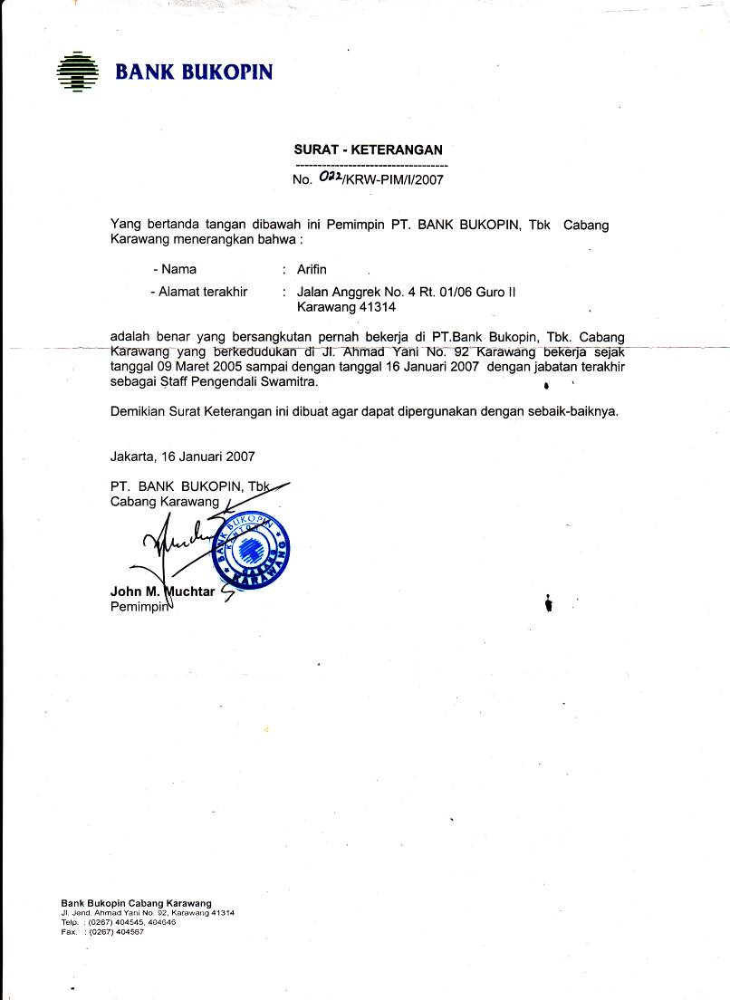 BANK BUKOPIN
SURAT - KETERANGAN
-----------------------------------
No. 022/KRW-PIM/I/2007
Yang bertanda tangan dibawah ini Pemimpin PT. BANK BUKOPIN, Tbk Cabang
Karawang menerangkan bahwa :
- Nama : Arifin
- Alamat terakhir : Jalan Anggrek No. 4 Rt. 01/06 Guro II
Karawang 41314
adalah benar yang bersangkutan pernah bekerja di PT.Bank Bukopin, Tbk. Cabang
Karawang yang berkedudukan di Jl. Ahmad Yani No. 92 Karawang bekerja sejak
tanggal 09 Maret 2005 sampai dengan tanggal 16 Januari 2007 dengan jabatan terakhir
sebagai Staff Pengendali Swamitra.
Demikian Surat Keterangan ini dibuat agar dapat dipergunakan dengan sebaik-baiknya.
Jakarta, 16 Januari 2007
PT. BANK BUKOPIN, Tbk
Cabang Karawang
BANK BUKOPIN
KANTOR
CABANG
KARAWANG
John M. Muchtar
Pemimpin
Bank Bukopin Cabang Karawang
Jl. Jend. Ahmad Yani No. 92, Karawang 41314
Telp. : (0267) 404545, 404646
Fax. : (0267) 404567